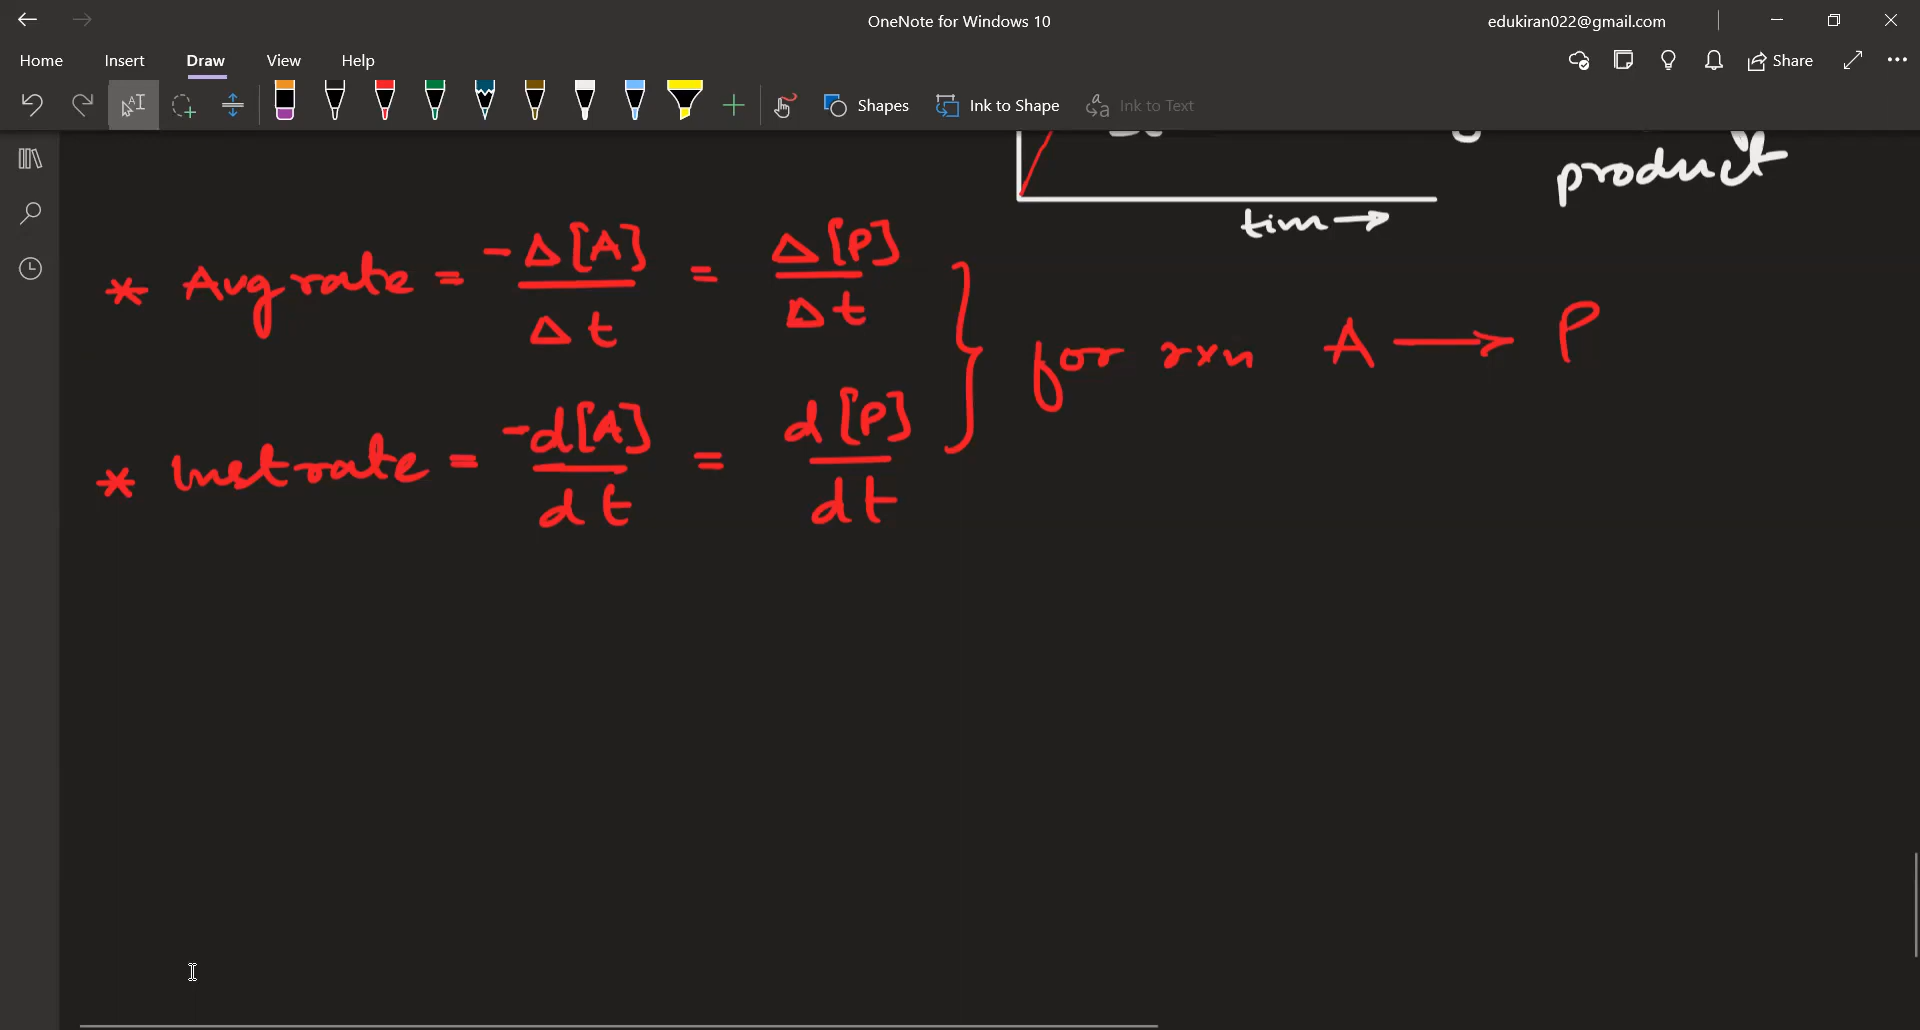 OneNote for Windows 10
edukiran022@gmail.com
Home Insert Draw View Help
Share
Shapes Ink to Shape Ink to Text
product
tim →
* Avg rate = -Δ[A]/Δt = Δ[P]/Δt
for rxn A → P
* Inst rate = -d[A]/dt = d[P]/dt